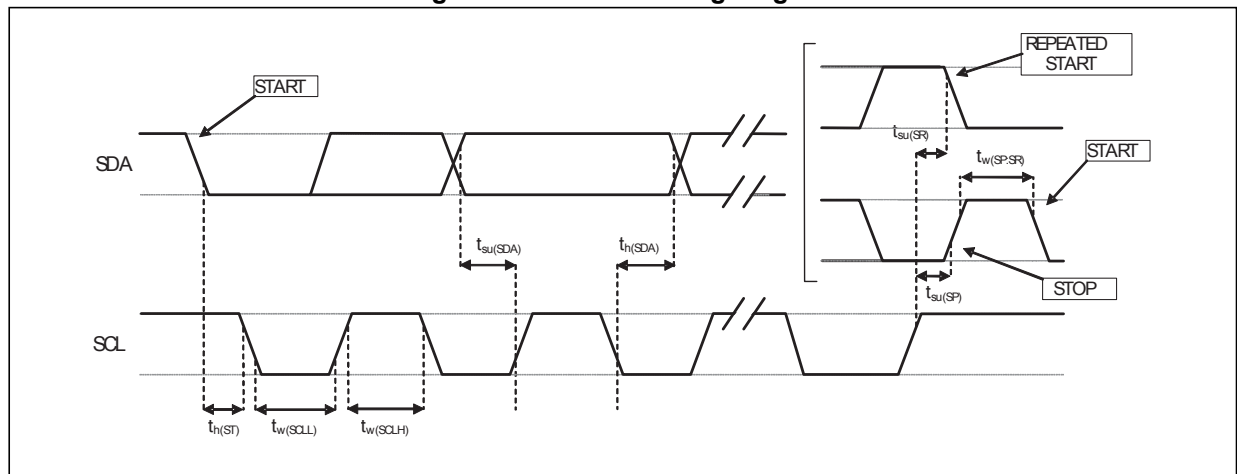 REPEATED
START
START
t_su(SR)
SDA
t_w(SP:SR)
START
t_su(SDA)
t_h(SDA)
t_su(SP)
STOP
SCL
t_h(ST)
t_w(SCLL)
t_w(SCLH)